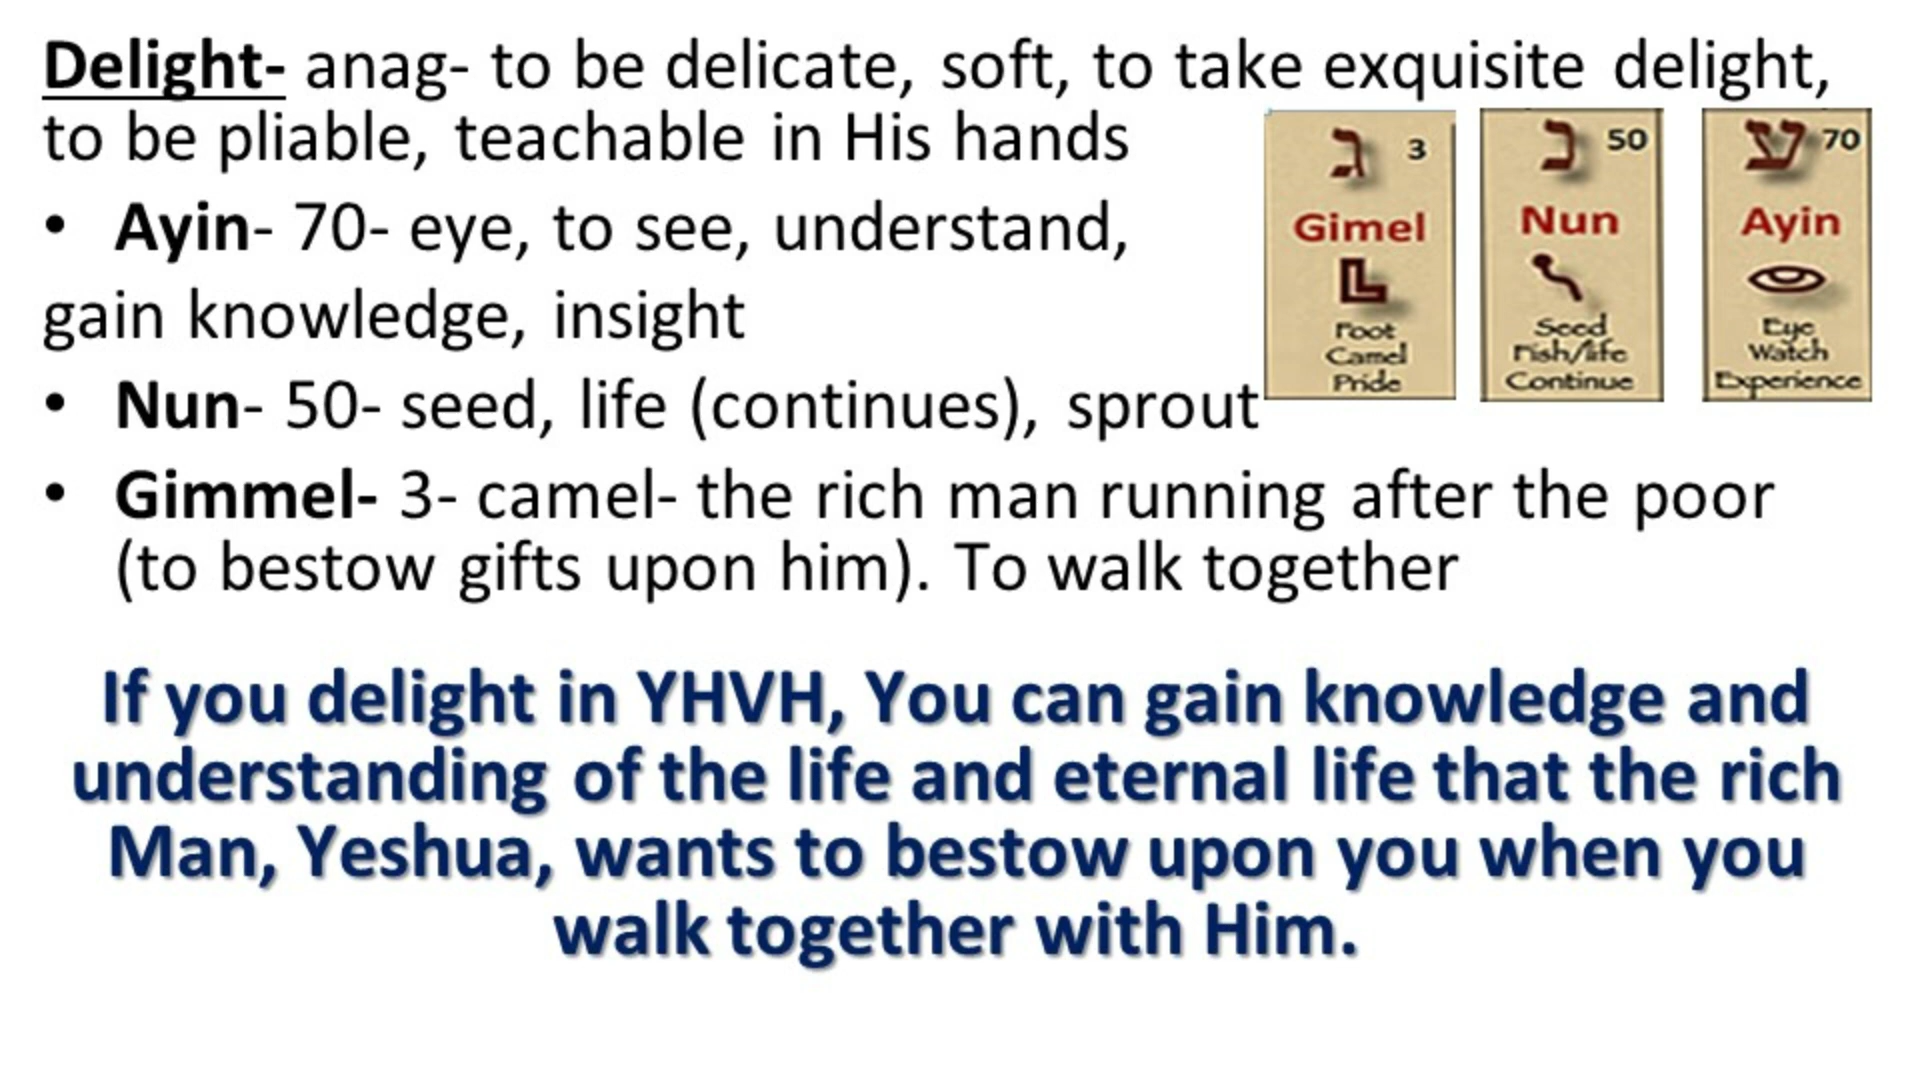 Delight- anag- to be delicate, soft, to take exquisite delight,
to be pliable, teachable in His hands
• Ayin- 70- eye, to see, understand,
gain knowledge, insight
• Nun- 50- seed, life (continues), sprout
• Gimmel- 3- camel- the rich man running after the poor
(to bestow gifts upon him). To walk together
ג 3
Gimel
Foot
Camel
Pride
נ 50
Nun
Seed
Fish/life
Continue
ע 70
Ayin
Eye
Watch
Experience
If you delight in YHVH, You can gain knowledge and
understanding of the life and eternal life that the rich
Man, Yeshua, wants to bestow upon you when you
walk together with Him.